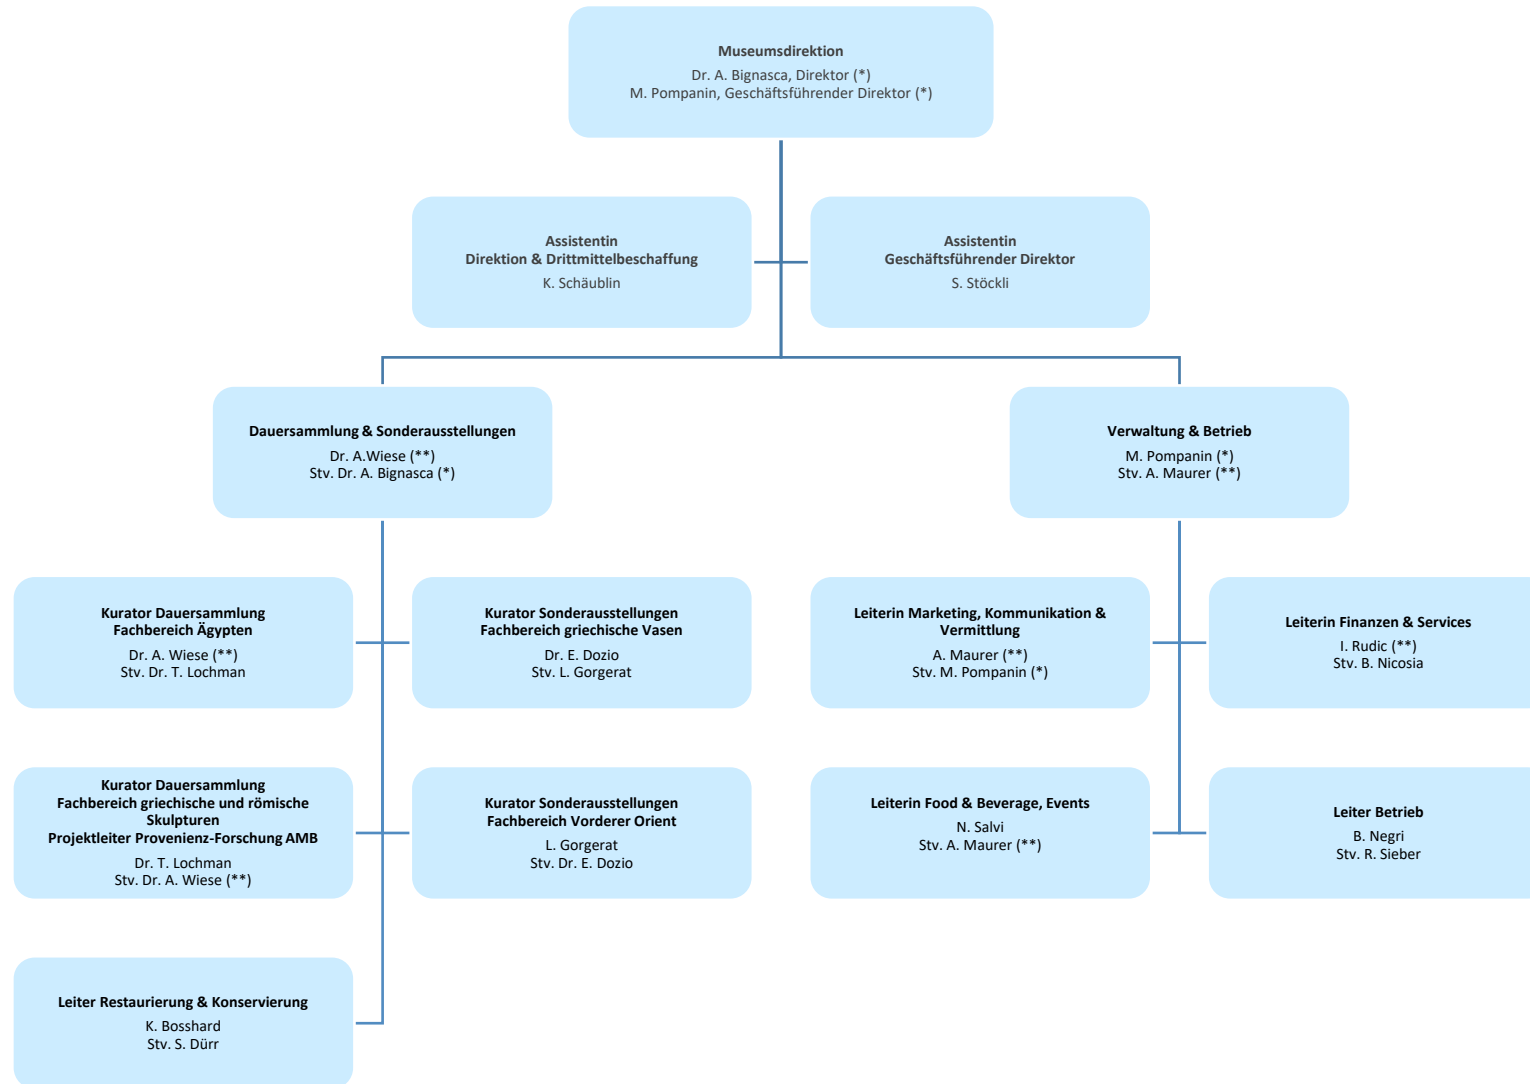 Museumsdirektion
Dr. A. Bignasca, Direktor (*)
M. Pompanin, Geschäftsführender Direktor (*)
Assistentin
Direktion & Drittmittelbeschaffung
K. Schäublin
Assistentin
Geschäftsführender Direktor
S. Stöckli
Dauersammlung & Sonderausstellungen
Dr. A.Wiese (**)
Stv. Dr. A. Bignasca (*)
Verwaltung & Betrieb
M. Pompanin (*)
Stv. A. Maurer (**)
Kurator Dauersammlung
Fachbereich Ägypten
Dr. A. Wiese (**)
Stv. Dr. T. Lochman
Kurator Sonderausstellungen
Fachbereich griechische Vasen
Dr. E. Dozio
Stv. L. Gorgerat
Leiterin Marketing, Kommunikation &
Vermittlung
A. Maurer (**)
Stv. M. Pompanin (*)
Leiterin Finanzen & Services
I. Rudic (**)
Stv. B. Nicosia
Kurator Dauersammlung
Fachbereich griechische und römische
Skulpturen
Projektleiter Provenienz-Forschung AMB
Dr. T. Lochman
Stv. Dr. A. Wiese (**)
Kurator Sonderausstellungen
Fachbereich Vorderer Orient
L. Gorgerat
Stv. Dr. E. Dozio
Leiterin Food & Beverage, Events
N. Salvi
Stv. A. Maurer (**)
Leiter Betrieb
B. Negri
Stv. R. Sieber
Leiter Restaurierung & Konservierung
K. Bosshard
Stv. S. Dürr